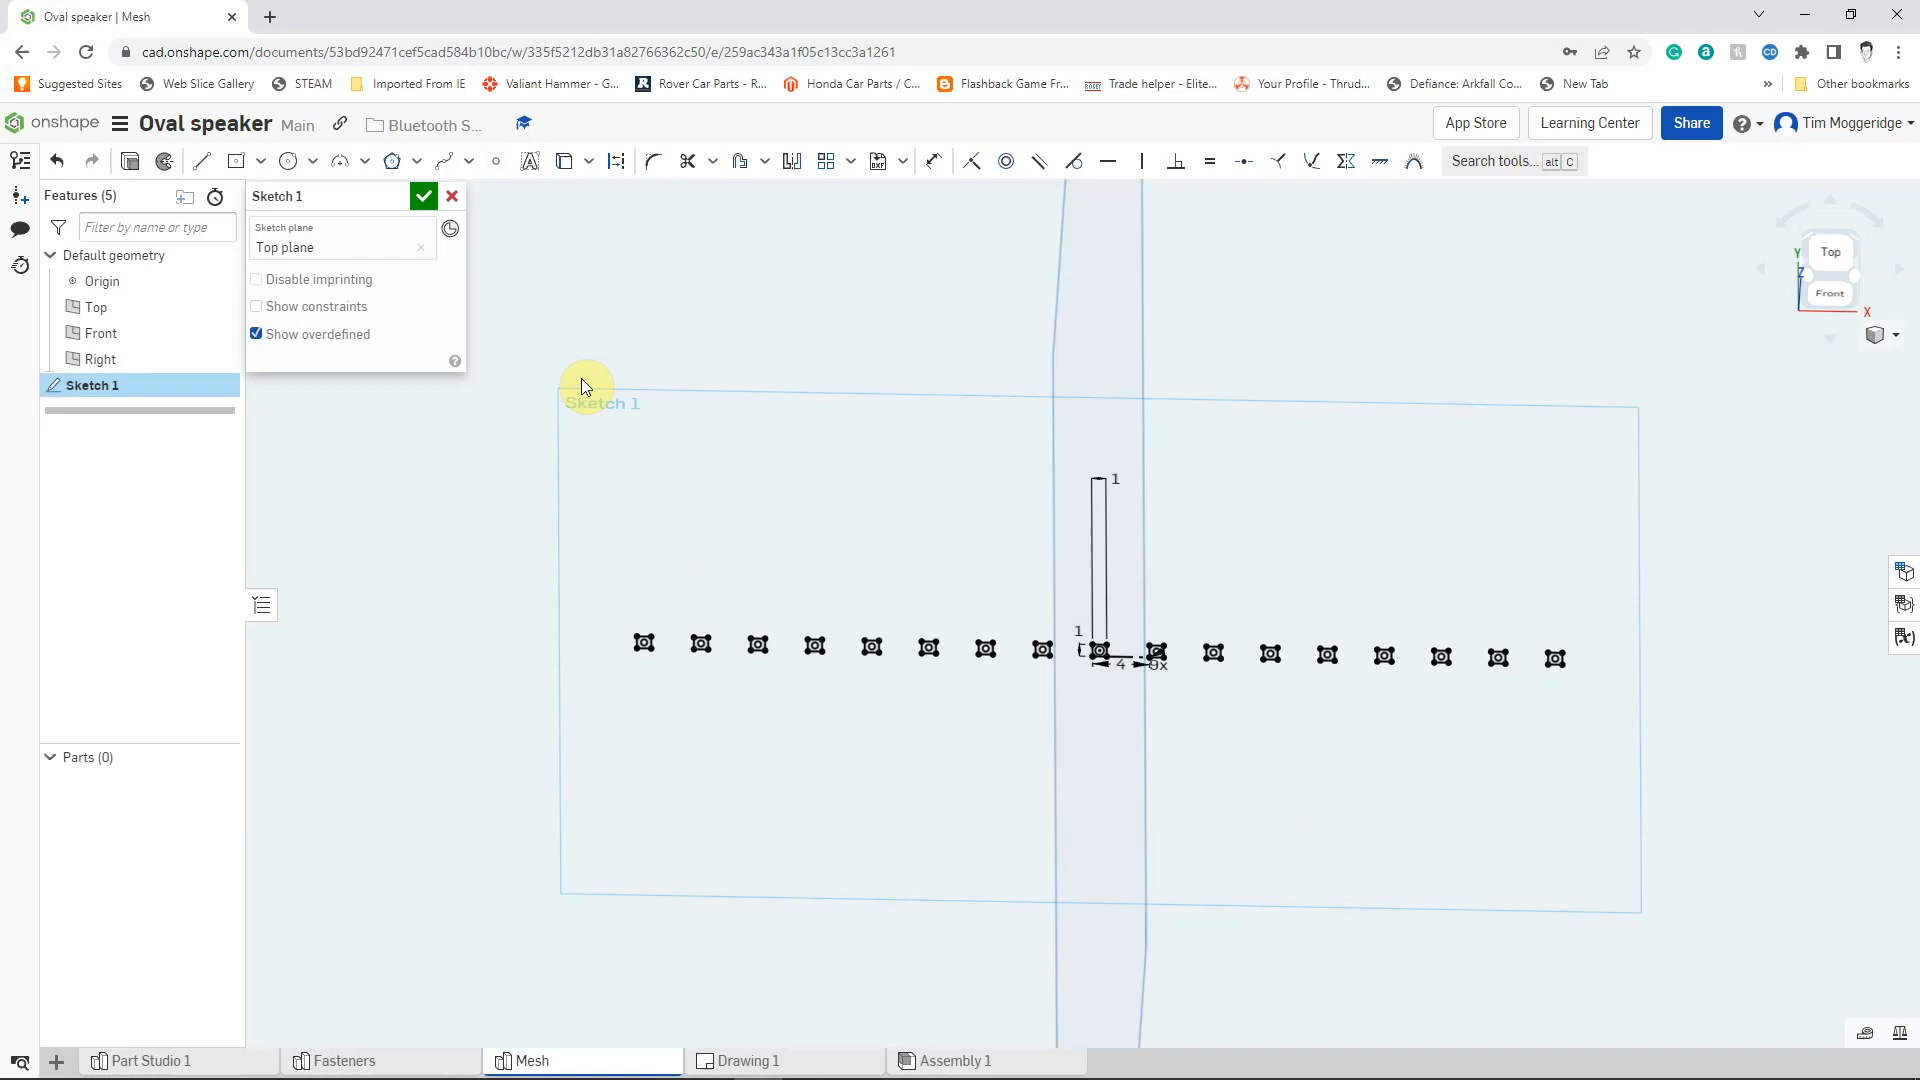 Oval speaker | Mesh
cad.onshape.com/documents/53bd92471cef5cad584b10bc/w/335f5212db31a82766362c50/e/259ac343a1f05c13cc3a1261
Suggested Sites
Web Slice Gallery
STEAM
Imported From IE
Valiant Hammer - G...
Rover Car Parts - R...
Honda Car Parts / C...
Flashback Game Fr...
Trade helper - Elite...
Your Profile - Thrud...
Defiance: Arkfall Co...
New Tab
»
Other bookmarks
onshape
Oval speaker Main
Bluetooth S...
App Store
Learning Center
Share
Tim Moggeridge
Search tools... alt C
Features (5)
Filter by name or type
Default geometry
Origin
Top
Front
Right
Sketch 1
Parts (0)
Sketch 1
Sketch plane
Top plane
Disable imprinting
Show constraints
Show overdefined
Sketch 1
1
1
4
9x
Top
Front
Y
Z
X
Part Studio 1
Fasteners
Mesh
Drawing 1
Assembly 1